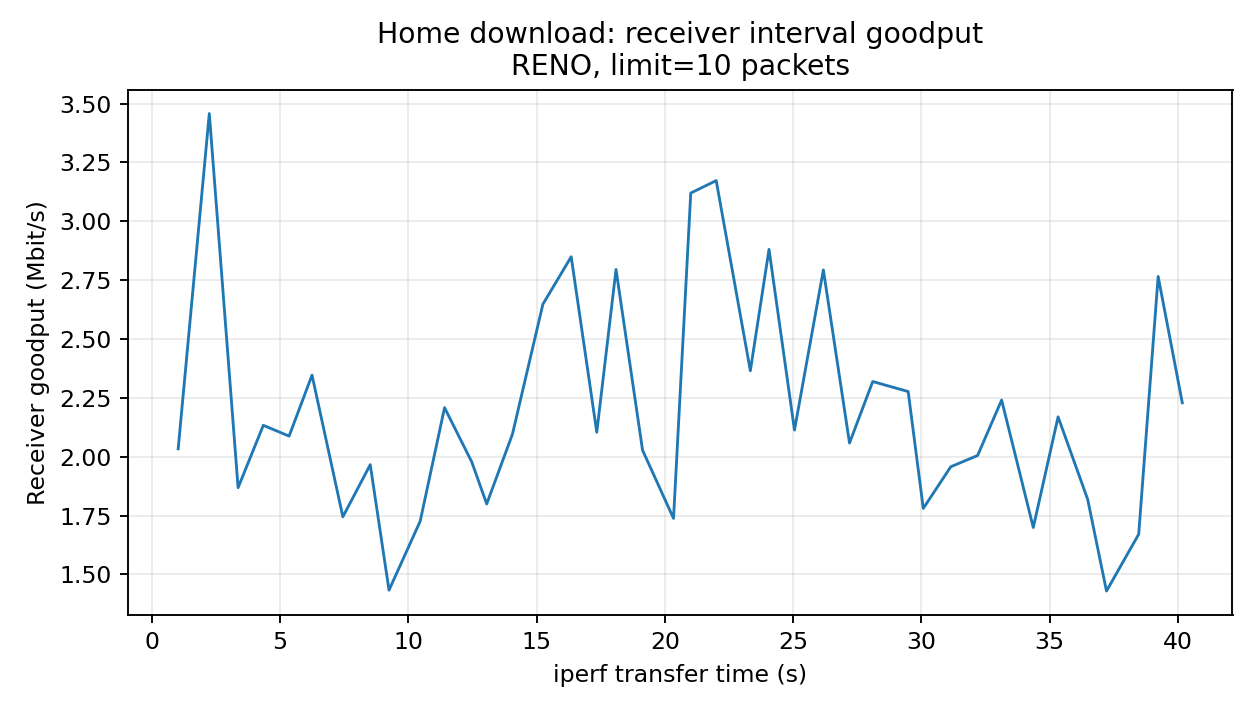 Home download: receiver interval goodput
RENO, limit=10 packets
Receiver goodput (Mbit/s)
3.50
3.25
3.00
2.75
2.50
2.25
2.00
1.75
1.50
0 5 10 15 20 25 30 35 40
iperf transfer time (s)